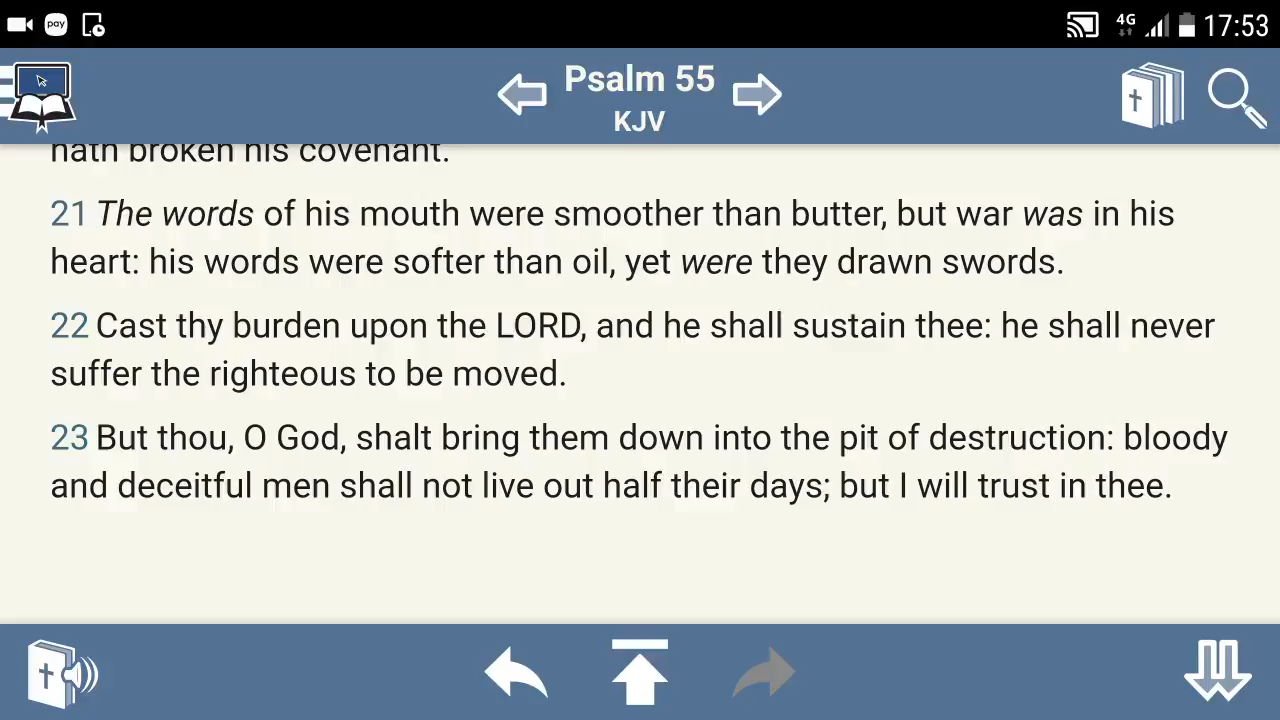 pay
4G
17:53
Psalm 55
KJV
hath broken his covenant.
21 The words of his mouth were smoother than butter, but war was in his
heart: his words were softer than oil, yet were they drawn swords.
22 Cast thy burden upon the LORD, and he shall sustain thee: he shall never
suffer the righteous to be moved.
23 But thou, O God, shalt bring them down into the pit of destruction: bloody
and deceitful men shall not live out half their days; but I will trust in thee.